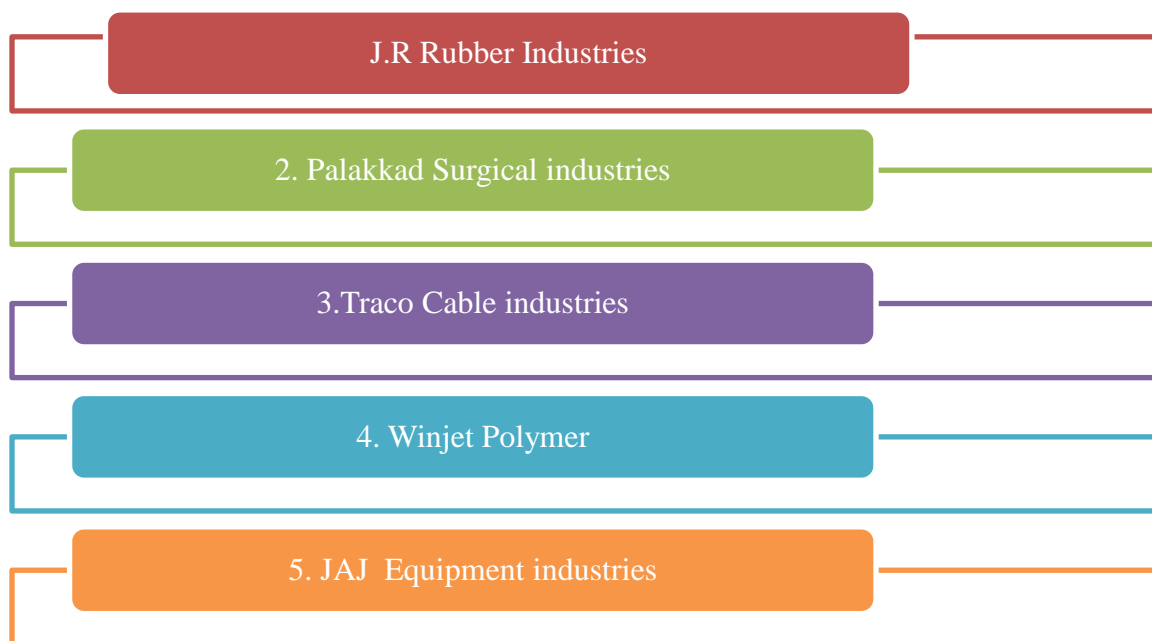 J.R Rubber Industries
2. Palakkad Surgical industries
3.Traco Cable industries
4. Winjet Polymer
5. JAJ  Equipment industries